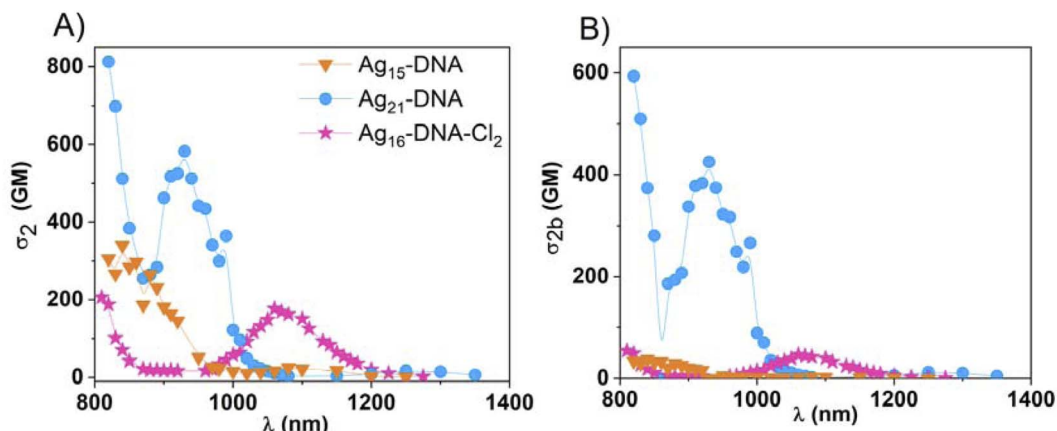 A)
B)
Ag₁₅-DNA
Ag₂₁-DNA
Ag₁₆-DNA-Cl₂
800
600
400
200
0
σ₂ (GM)
800 1000 1200 1400
λ (nm)
600
400
200
0
σ₂b (GM)
800 1000 1200 1400
λ (nm)